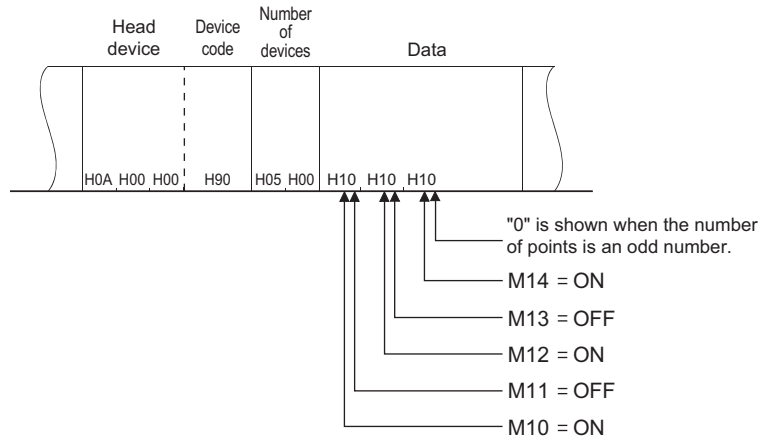 Head device
Device code
Number of devices
Data
H0A H00 H00 H90 H05 H00 H10 H10 H10
"0" is shown when the number
of points is an odd number.
M14 = ON
M13 = OFF
M12 = ON
M11 = OFF
M10 = ON